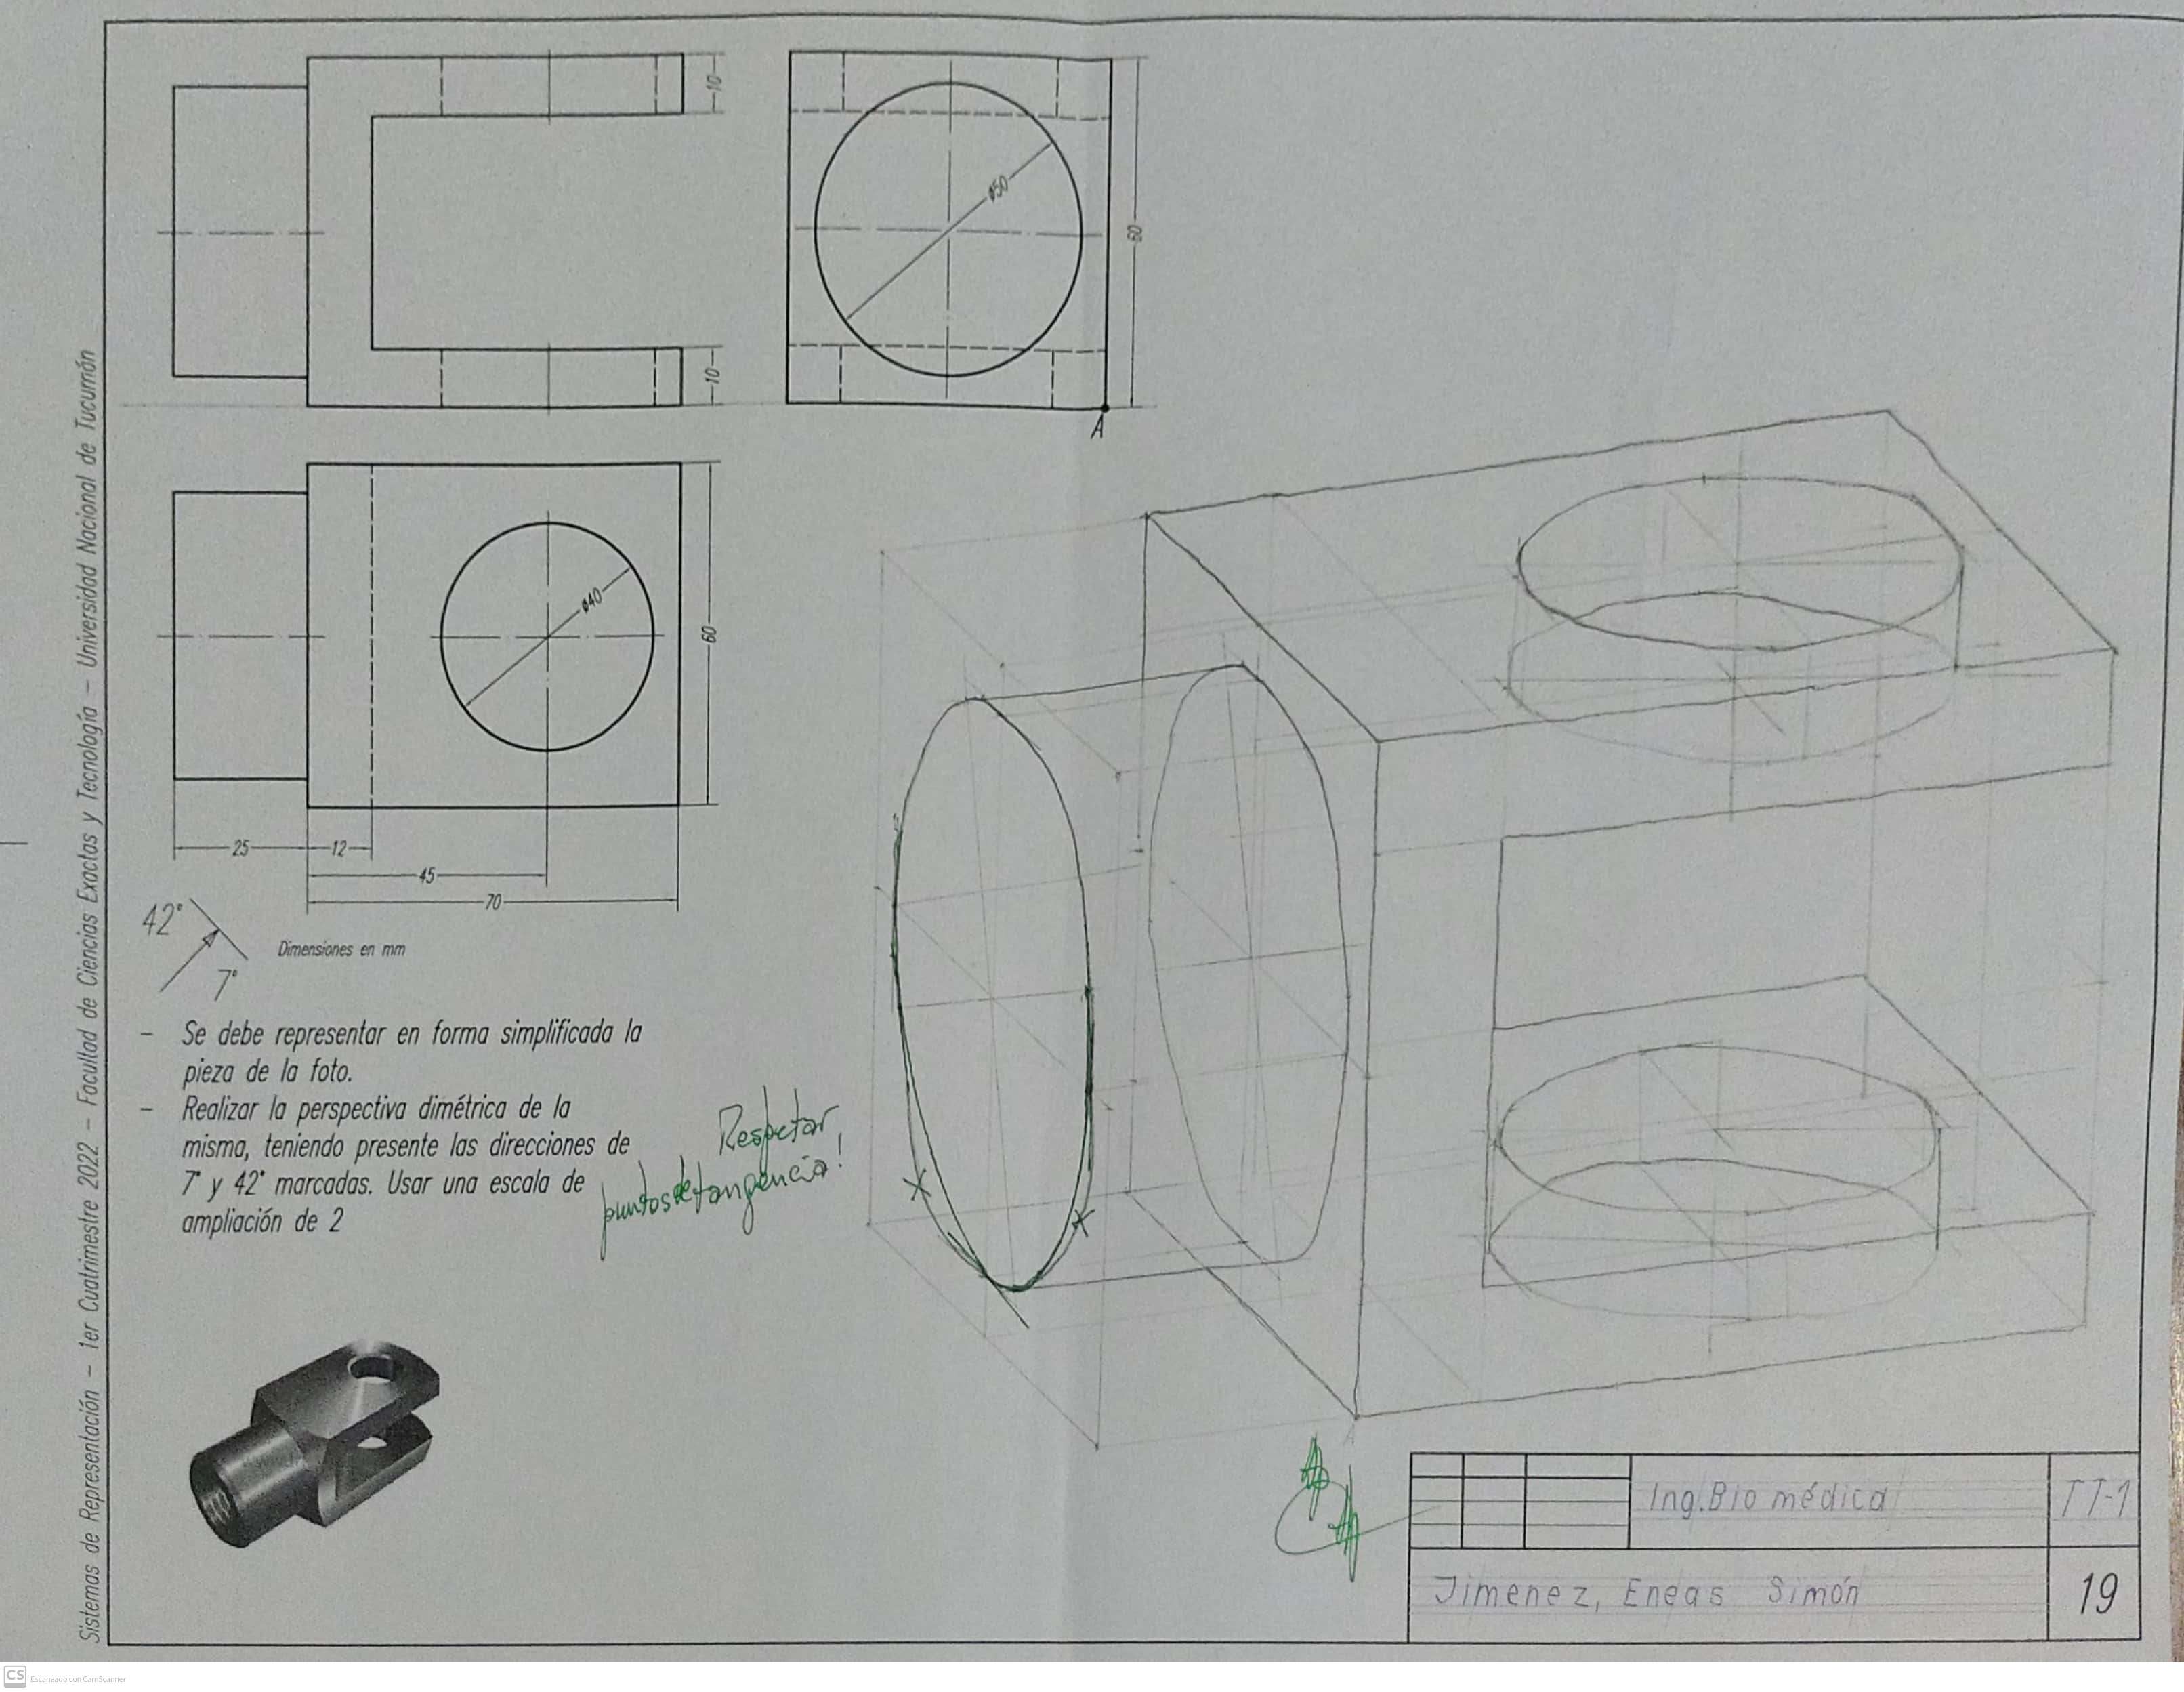 10
Ø50
60
10
A
Ø40
60
25
12
45
70
42°
7°
Dimensiones en mm
- Se debe representar en forma simplificada la
pieza de la foto.
- Realizar la perspectiva dimétrica de la
misma, teniendo presente las direcciones de
7° y 42° marcadas. Usar una escala de
ampliación de 2
Respetar
puntos de tangencia!
A
Sistemas de Representación - 1er Cuatrimestre 2022 - Facultad de Ciencias Exactas y Tecnología - Universidad Nacional de Tucumán
Ing. Bio médica
TT-1
Jimenez, Eneas Simón
19
CS Escaneado con CamScanner